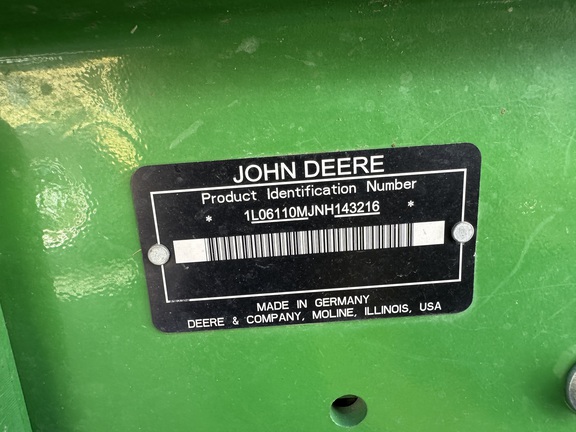 JOHN DEERE
Product Identification Number
* 1L06110MJNH143216 *
MADE IN GERMANY
DEERE & COMPANY, MOLINE, ILLINOIS, USA